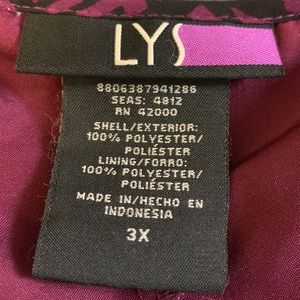 LYS
8806387941286
SEAS: 4812
RN 42000
SHELL/EXTERIOR:
100% POLYESTER/
POLIÉSTER
LINING/FORRO:
100% POLYESTER/
POLIÉSTER
MADE IN/HECHO EN
INDONESIA
3X